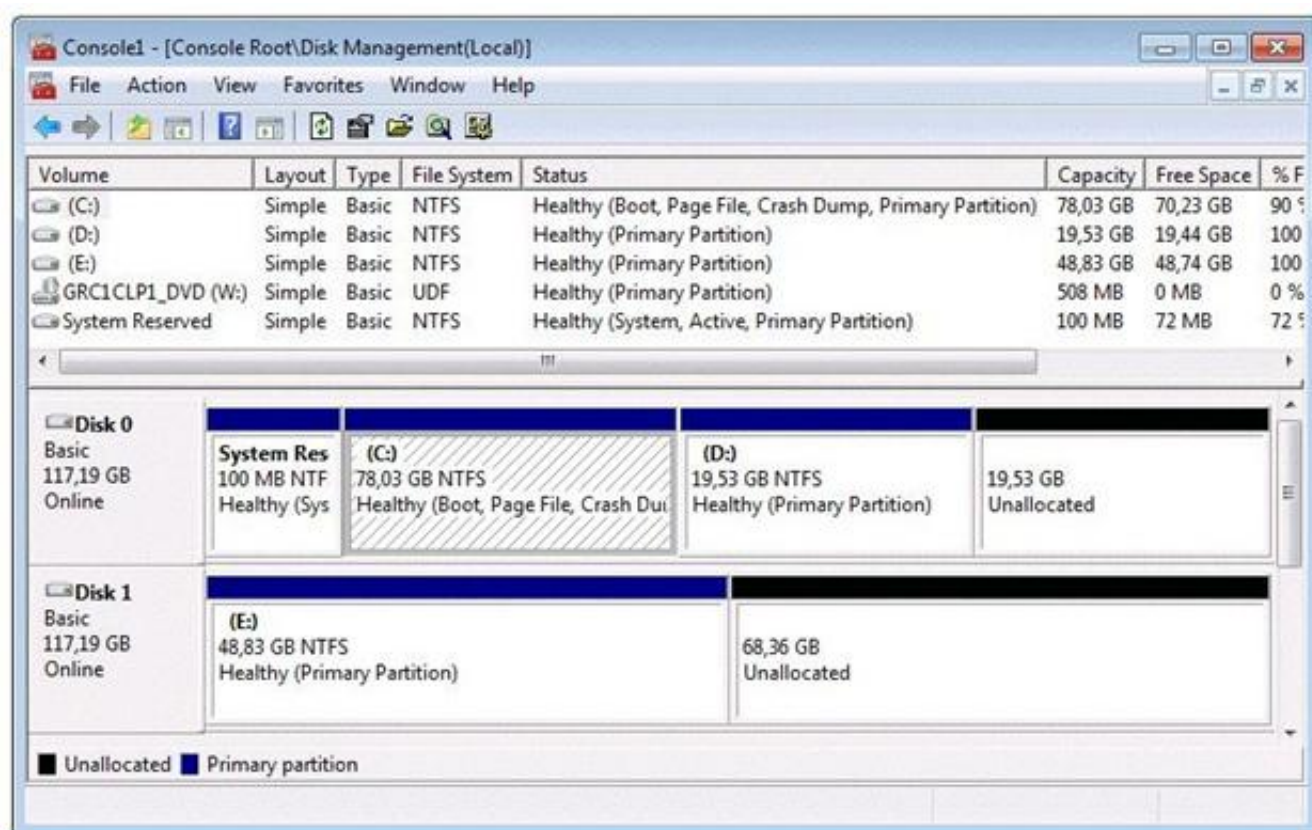 Console1 - [Console Root\Disk Management(Local)]
File Action View Favorites Window Help
Volume Layout Type File System Status Capacity Free Space % F
(C:) Simple Basic NTFS Healthy (Boot, Page File, Crash Dump, Primary Partition) 78,03 GB 70,23 GB 90 %
(D:) Simple Basic NTFS Healthy (Primary Partition) 19,53 GB 19,44 GB 100
(E:) Simple Basic NTFS Healthy (Primary Partition) 48,83 GB 48,74 GB 100
GRC1CLP1_DVD (W:) Simple Basic UDF Healthy (Primary Partition) 508 MB 0 MB 0 %
System Reserved Simple Basic NTFS Healthy (System, Active, Primary Partition) 100 MB 72 MB 72 %
Disk 0
Basic
117,19 GB
Online
System Res
100 MB NTF
Healthy (Sys
(C:)
78,03 GB NTFS
Healthy (Boot, Page File, Crash Du
(D:)
19,53 GB NTFS
Healthy (Primary Partition)
19,53 GB
Unallocated
Disk 1
Basic
117,19 GB
Online
(E:)
48,83 GB NTFS
Healthy (Primary Partition)
68,36 GB
Unallocated
Unallocated Primary partition